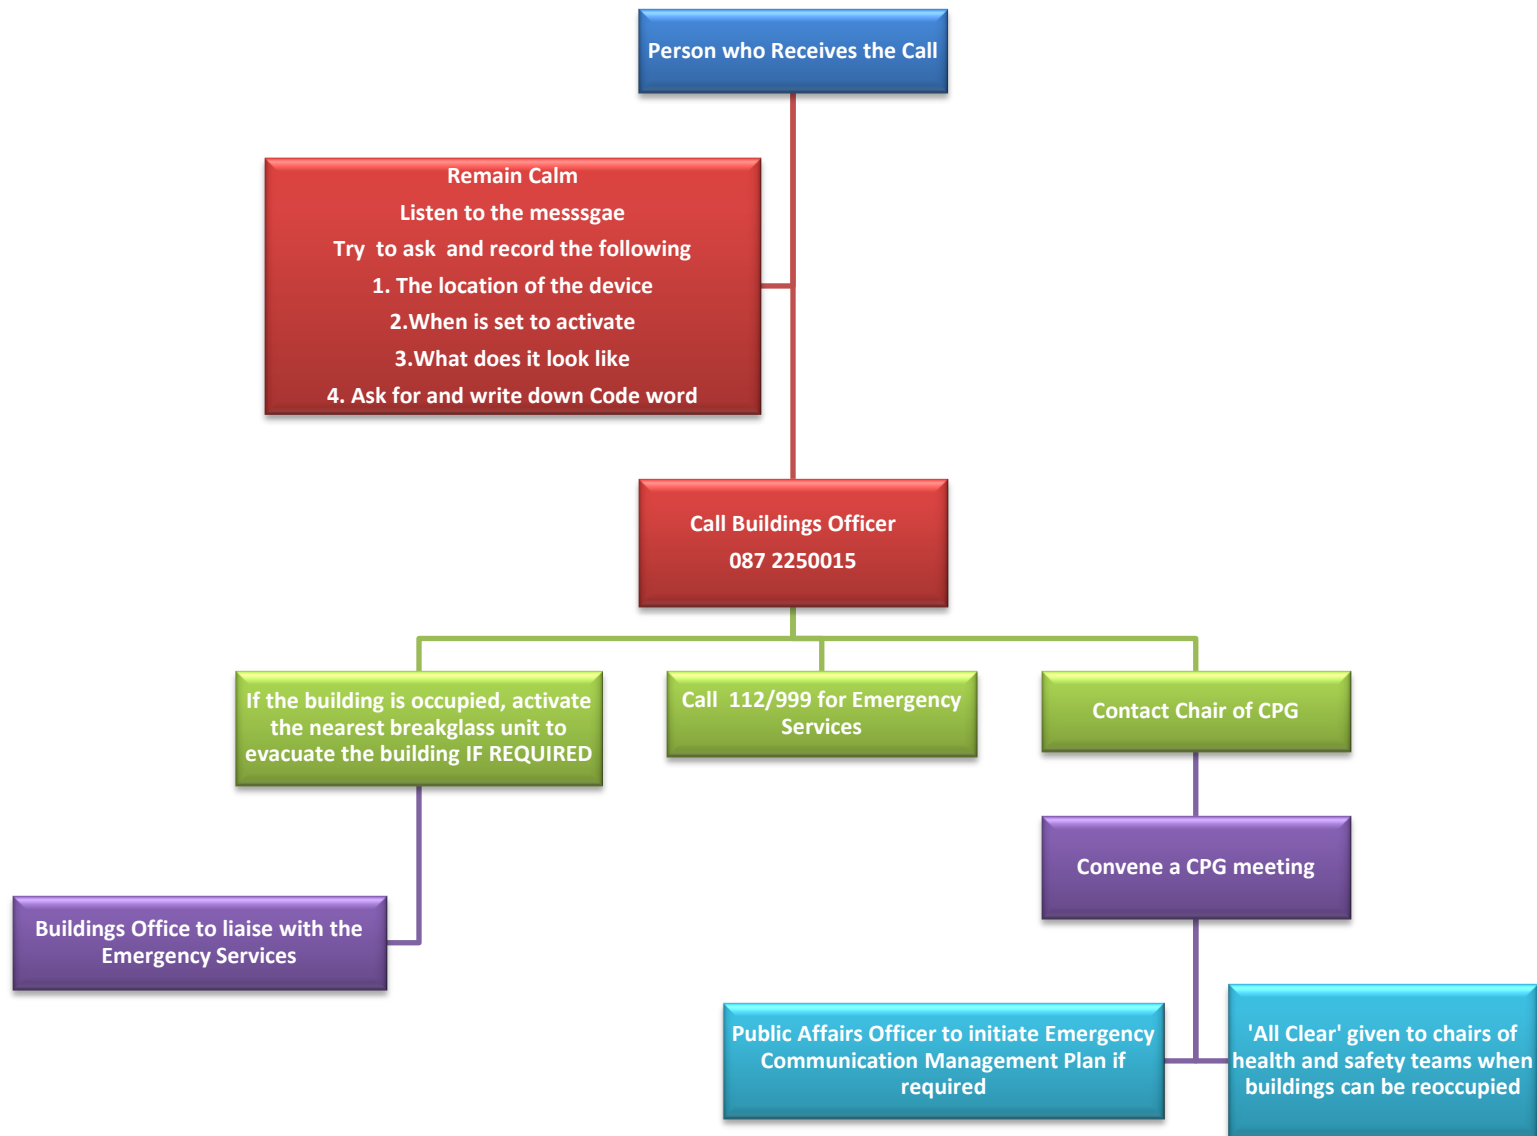 Person who Receives the Call
Remain Calm
Listen to the messsgae
Try  to ask  and record the following
1. The location of the device
2.When is set to activate
3.What does it look like
4. Ask for and write down Code word
Call Buildings Officer
087 2250015
If the building is occupied, activate
the nearest breakglass unit to
evacuate the building IF REQUIRED
Call  112/999 for Emergency
Services
Contact Chair of CPG
Convene a CPG meeting
Buildings Office to liaise with the
Emergency Services
Public Affairs Officer to initiate Emergency
Communication Management Plan if
required
'All Clear' given to chairs of
health and safety teams when
buildings can be reoccupied